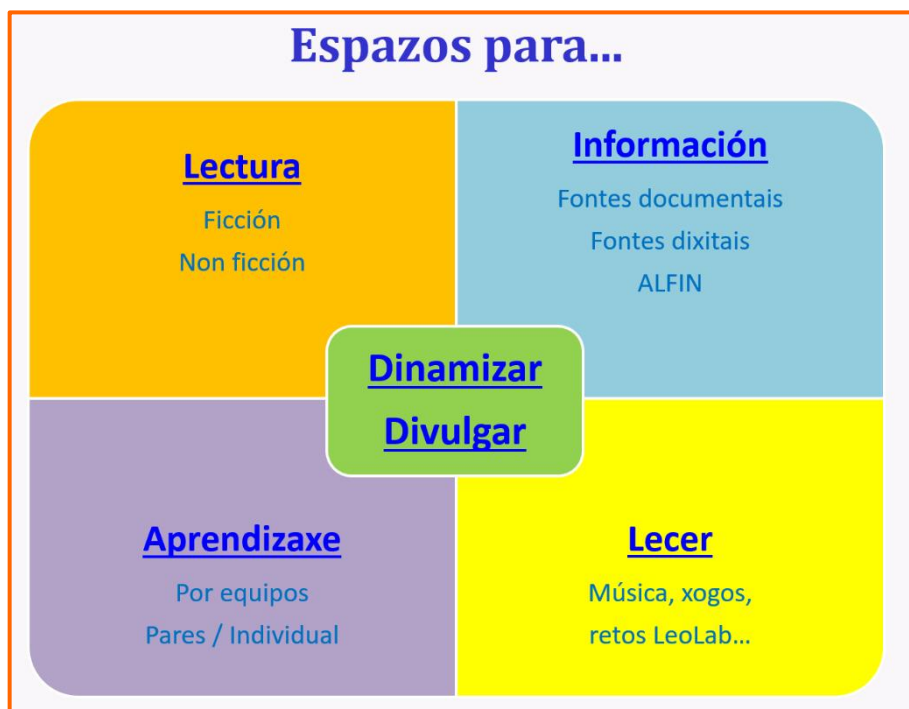 Espazos para...
Lectura
Ficción
Non ficción
Información
Fontes documentais
Fontes dixitais
ALFIN
Dinamizar
Divulgar
Aprendizaxe
Por equipos
Pares / Individual
Lecer
Música, xogos,
retos LeoLab...